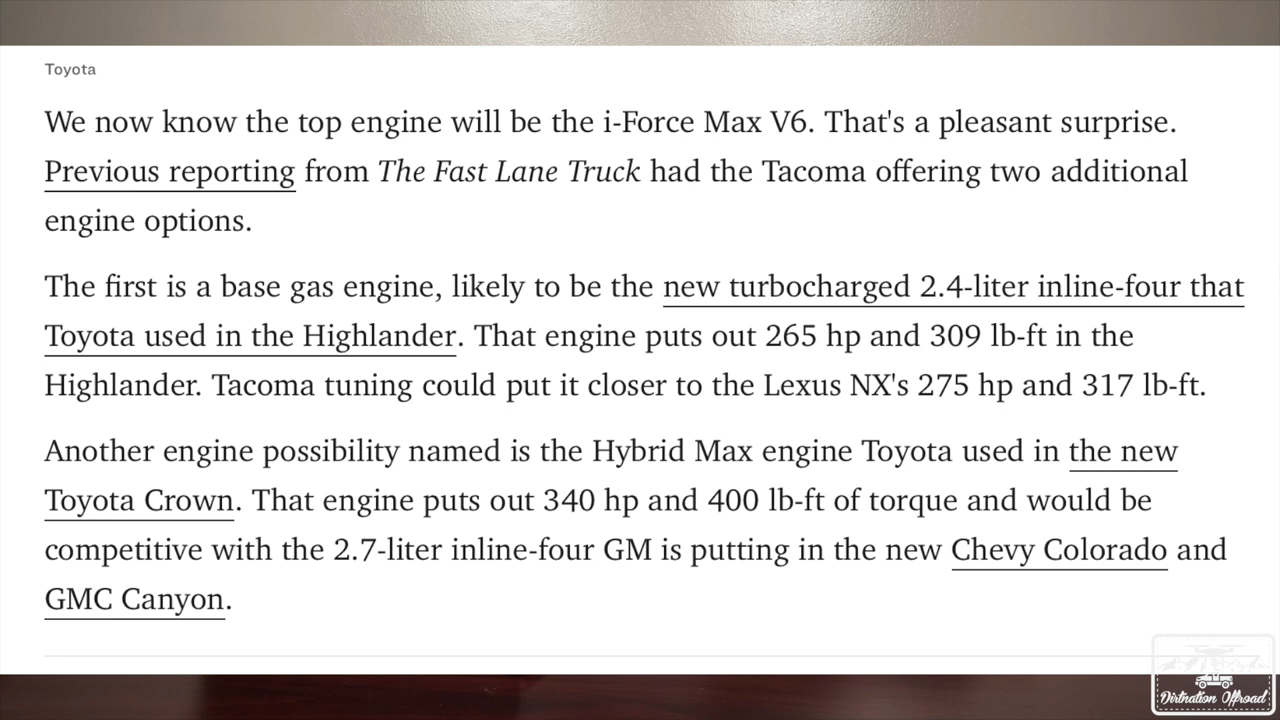 Toyota
We now know the top engine will be the i-Force Max V6. That's a pleasant surprise.
Previous reporting from The Fast Lane Truck had the Tacoma offering two additional
engine options.
The first is a base gas engine, likely to be the new turbocharged 2.4-liter inline-four that
Toyota used in the Highlander. That engine puts out 265 hp and 309 lb-ft in the
Highlander. Tacoma tuning could put it closer to the Lexus NX's 275 hp and 317 lb-ft.
Another engine possibility named is the Hybrid Max engine Toyota used in the new
Toyota Crown. That engine puts out 340 hp and 400 lb-ft of torque and would be
competitive with the 2.7-liter inline-four GM is putting in the new Chevy Colorado and
GMC Canyon.
Dirtnation Offroad